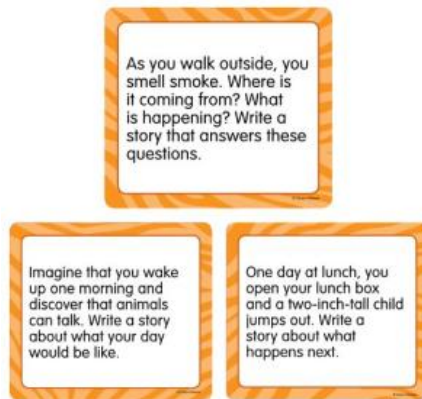 As you walk outside, you
smell smoke. Where is
it coming from? What
is happening? Write a
story that answers these
questions.
Imagine that you wake
up one morning and
discover that animals
can talk. Write a story
about what your day
would be like.
One day at lunch, you
open your lunch box
and a two-inch-tall child
jumps out. Write a
story about what
happens next.